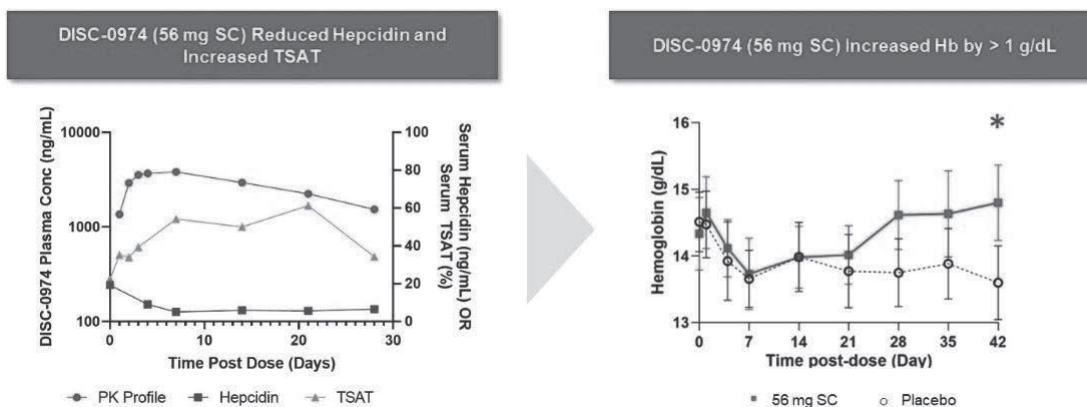 DISC-0974 (56 mg SC) Reduced Hepcidin and
Increased TSAT
DISC-0974 (56 mg SC) Increased Hb by > 1 g/dL
DISC-0974 Plasma Conc (ng/mL)
10000
1000
100
100
80
60
40
20
0
Serum Hepcidin (ng/mL) OR
Serum TSAT (%)
0
10
20
30
Time Post Dose (Days)
PK Profile
Hepcidin
TSAT
Hemoglobin (g/dL)
16
15
14
13
*
0
7
14
21
28
35
42
Time post-dose (Day)
56 mg SC
Placebo